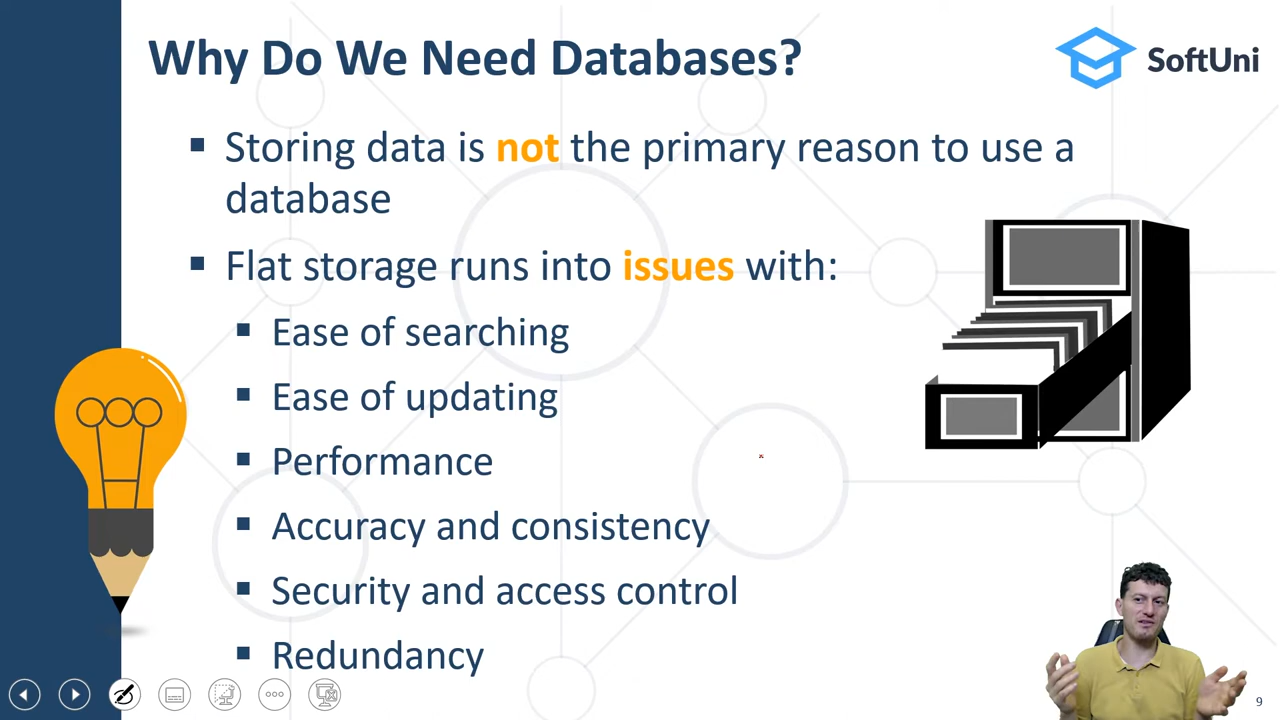 Why Do We Need Databases?
SoftUni
▪ Storing data is not the primary reason to use a
database
▪ Flat storage runs into issues with:
▪ Ease of searching
▪ Ease of updating
▪ Performance
▪ Accuracy and consistency
▪ Security and access control
▪ Redundancy
9